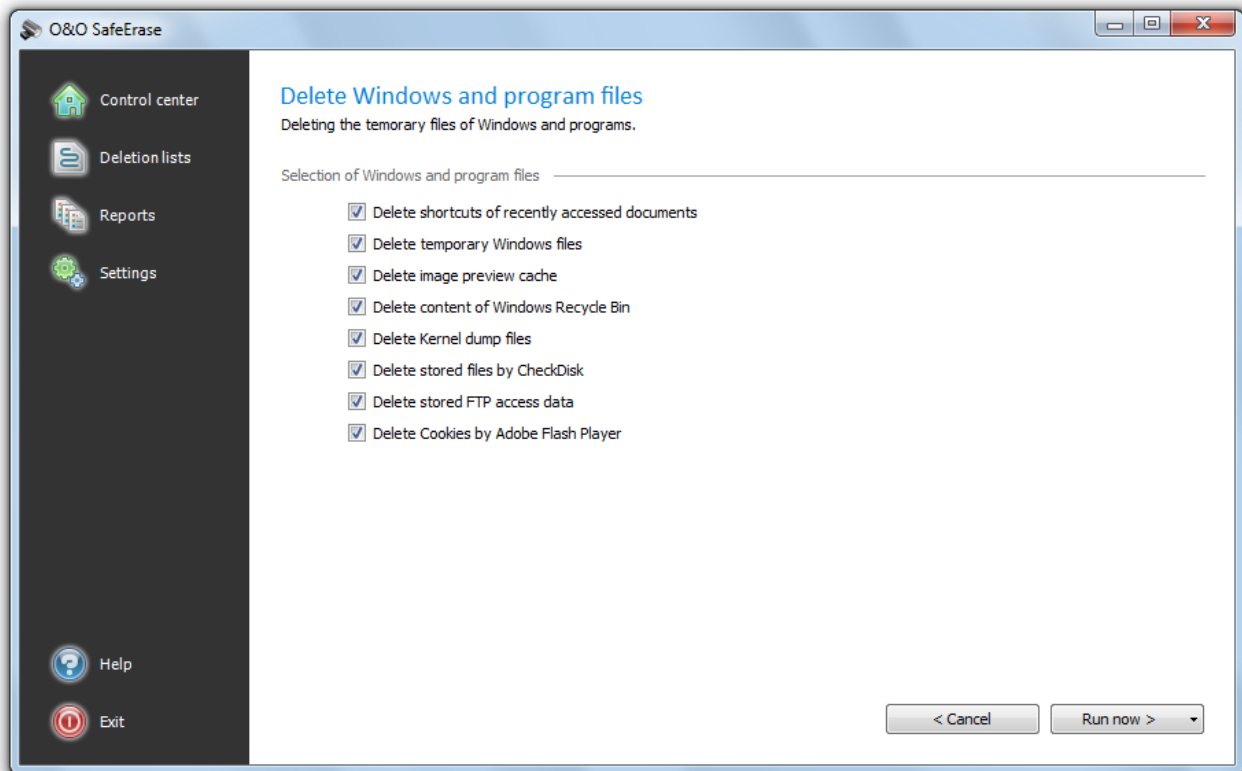 O&O SafeErase
Control center
Deletion lists
Reports
Settings
Help
Exit
Delete Windows and program files
Deleting the temorary files of Windows and programs.
Selection of Windows and program files
Delete shortcuts of recently accessed documents
Delete temporary Windows files
Delete image preview cache
Delete content of Windows Recycle Bin
Delete Kernel dump files
Delete stored files by CheckDisk
Delete stored FTP access data
Delete Cookies by Adobe Flash Player
< Cancel
Run now >